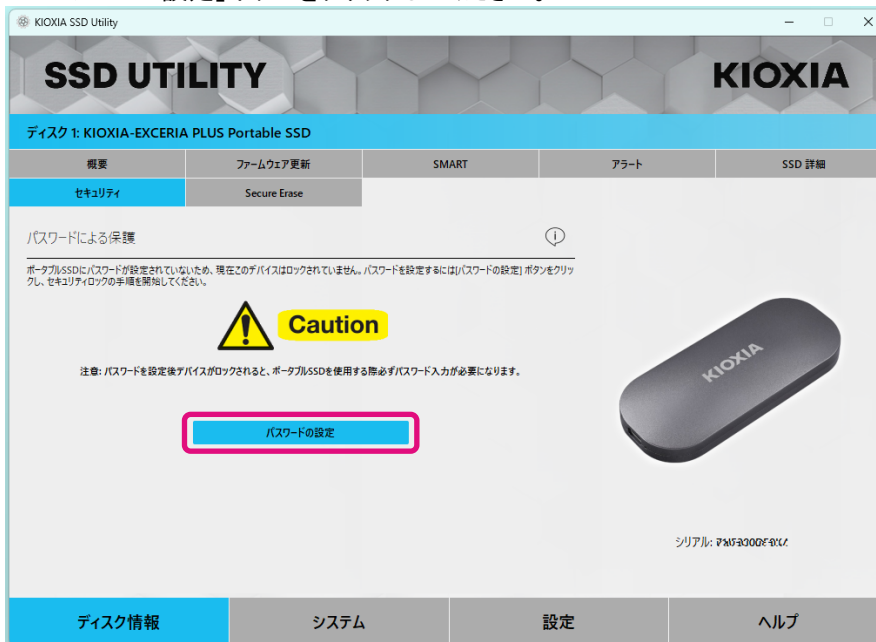 KIOXIA SSD Utility
SSD UTILITY
KIOXIA
ディスク 1: KIOXIA-EXCERIA PLUS Portable SSD
概要
ファームウェア更新
SMART
アラート
SSD 詳細
セキュリティ
Secure Erase
パスワードによる保護
ポータブルSSDにパスワードが設定されていないため、現在このデバイスはロックされていません。パスワードを設定するには[パスワードの設定] ボタンをクリッ
クし、セキュリティロックの手順を開始してください。
Caution
注意: パスワードを設定後デバイスがロックされると、ポータブルSSDを使用する際必ずパスワード入力が必要になります。
パスワードの設定
KIOXIA
シリアル:
ディスク情報
システム
設定
ヘルプ